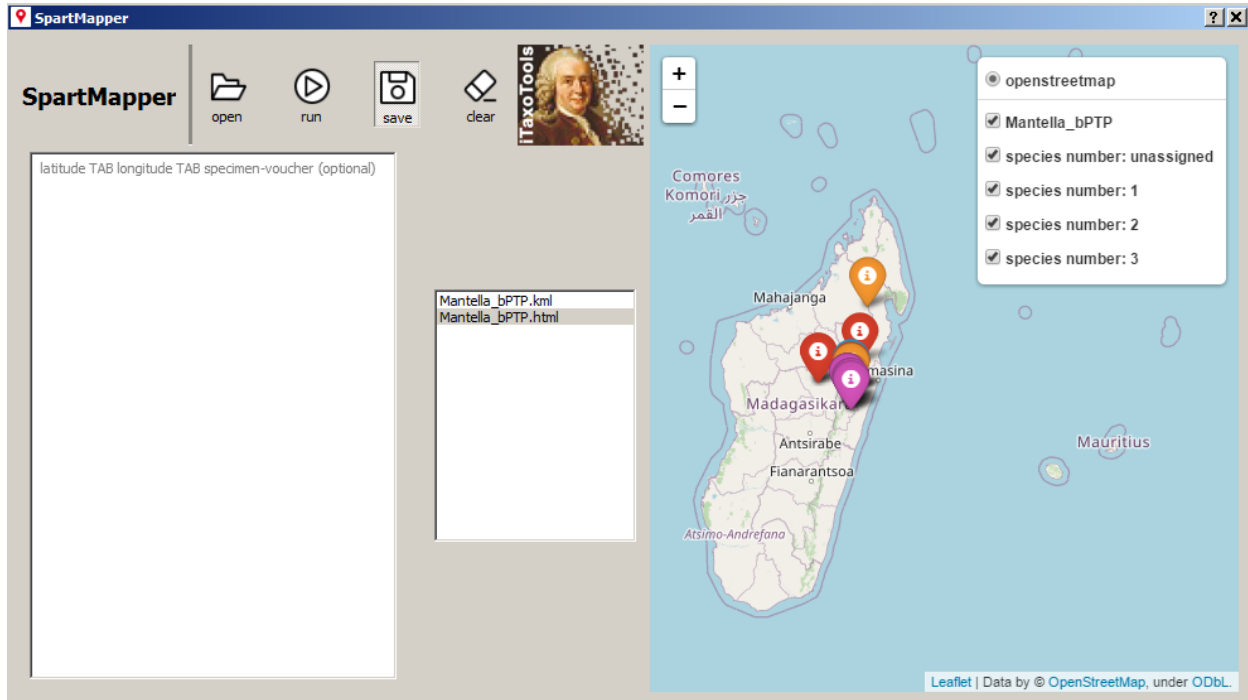 SpartMapper
SpartMapper
open
run
save
clear
iTaxoTools
latitude TAB longitude TAB specimen-voucher (optional)
Mantella_bPTP.kml
Mantella_bPTP.html
+
−
openstreetmap
Mantella_bPTP
species number: unassigned
species number: 1
species number: 2
species number: 3
Comores
Komori جزر
القمر
Mahajanga
masina
Madagasikar
Antsirabe
Fianarantsoa
Atsimo-Andrefana
Mauritius
Leaflet | Data by © OpenStreetMap, under ODbL.